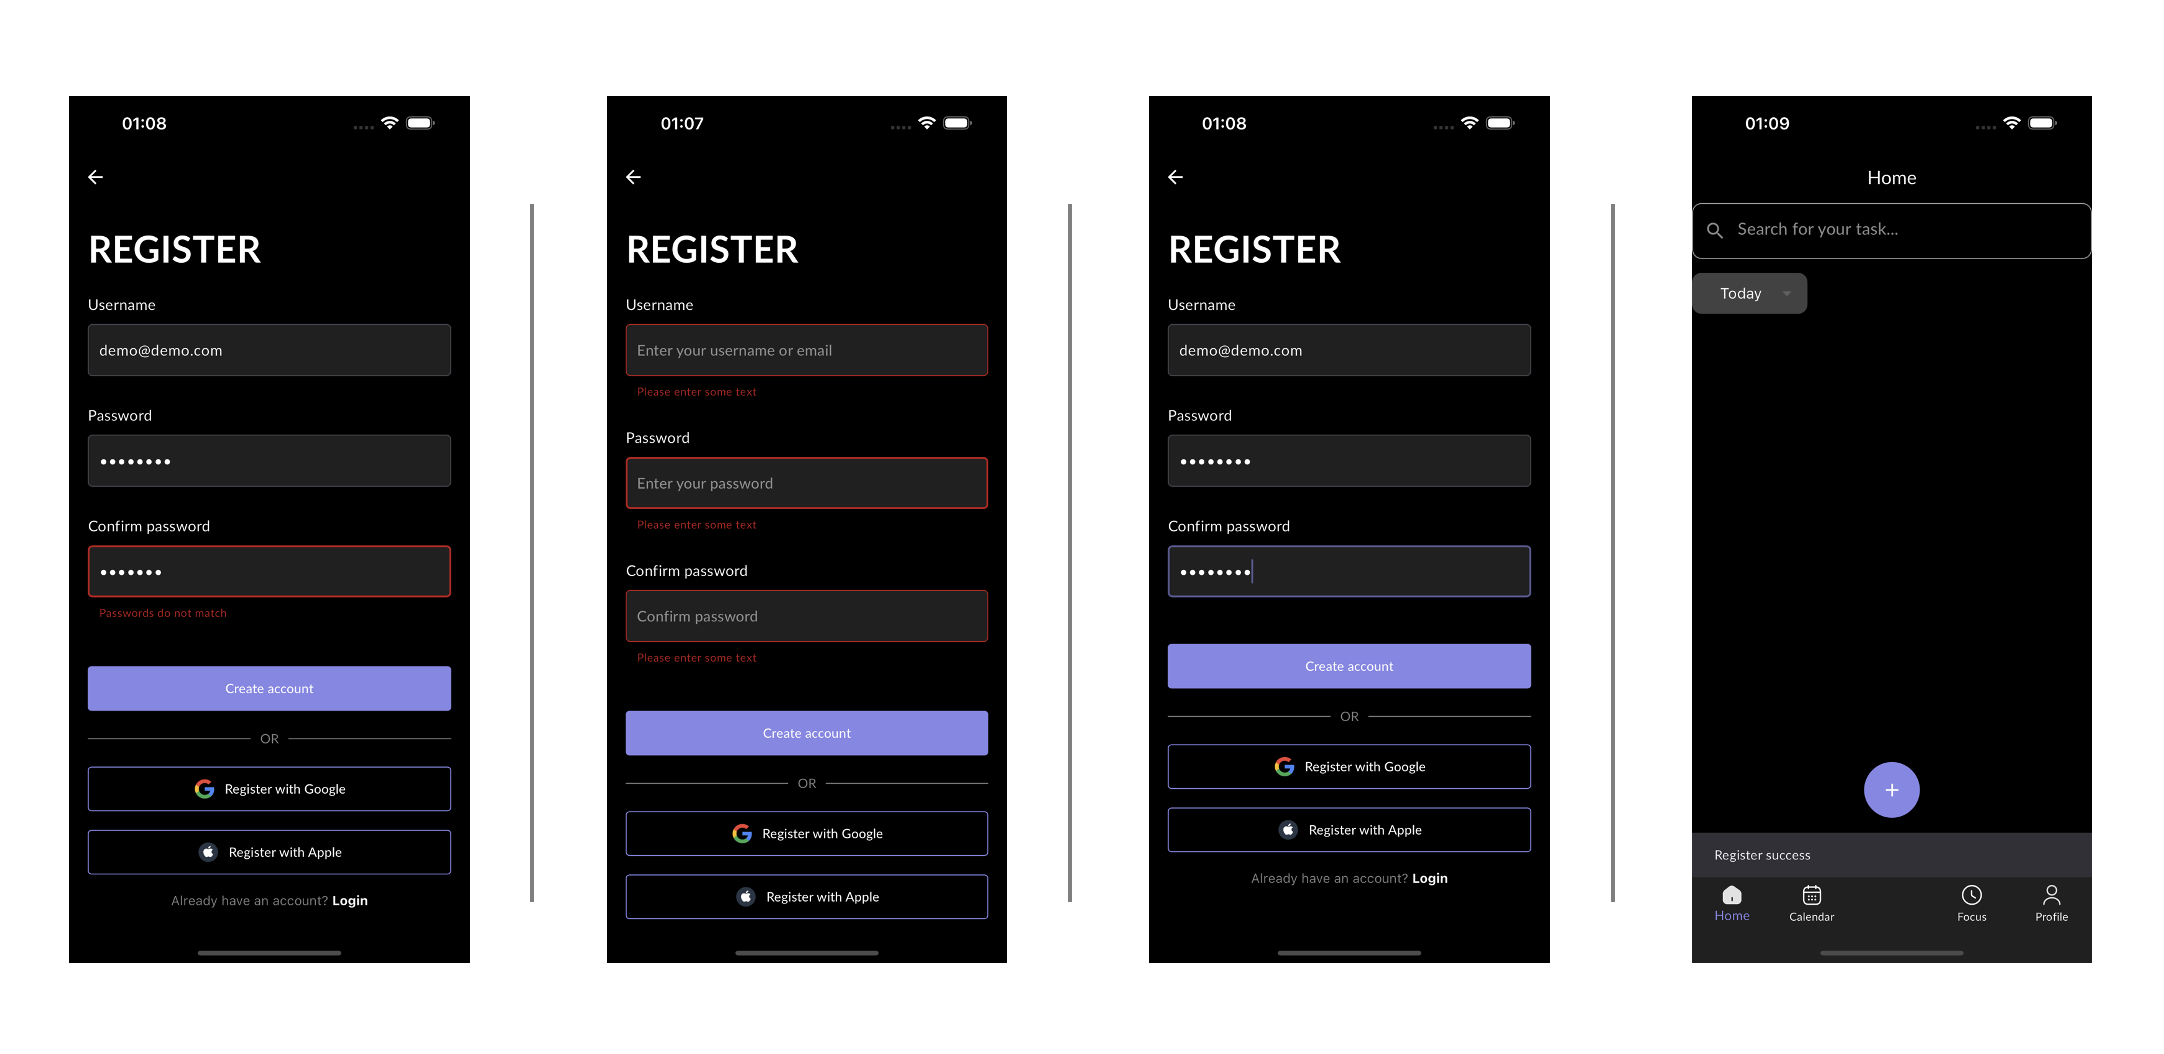 01:08
REGISTER
Username
demo@demo.com
Password
••••••••
Confirm password
•••••••
Passwords do not match
Create account
OR
Register with Google
Register with Apple
Already have an account? Login
01:07
REGISTER
Username
Enter your username or email
Please enter some text
Password
Enter your password
Please enter some text
Confirm password
Confirm password
Please enter some text
Create account
OR
Register with Google
Register with Apple
01:08
REGISTER
Username
demo@demo.com
Password
••••••••
Confirm password
••••••••
Create account
OR
Register with Google
Register with Apple
Already have an account? Login
01:09
Home
Search for your task...
Today
+
Register success
Home Calendar Focus Profile